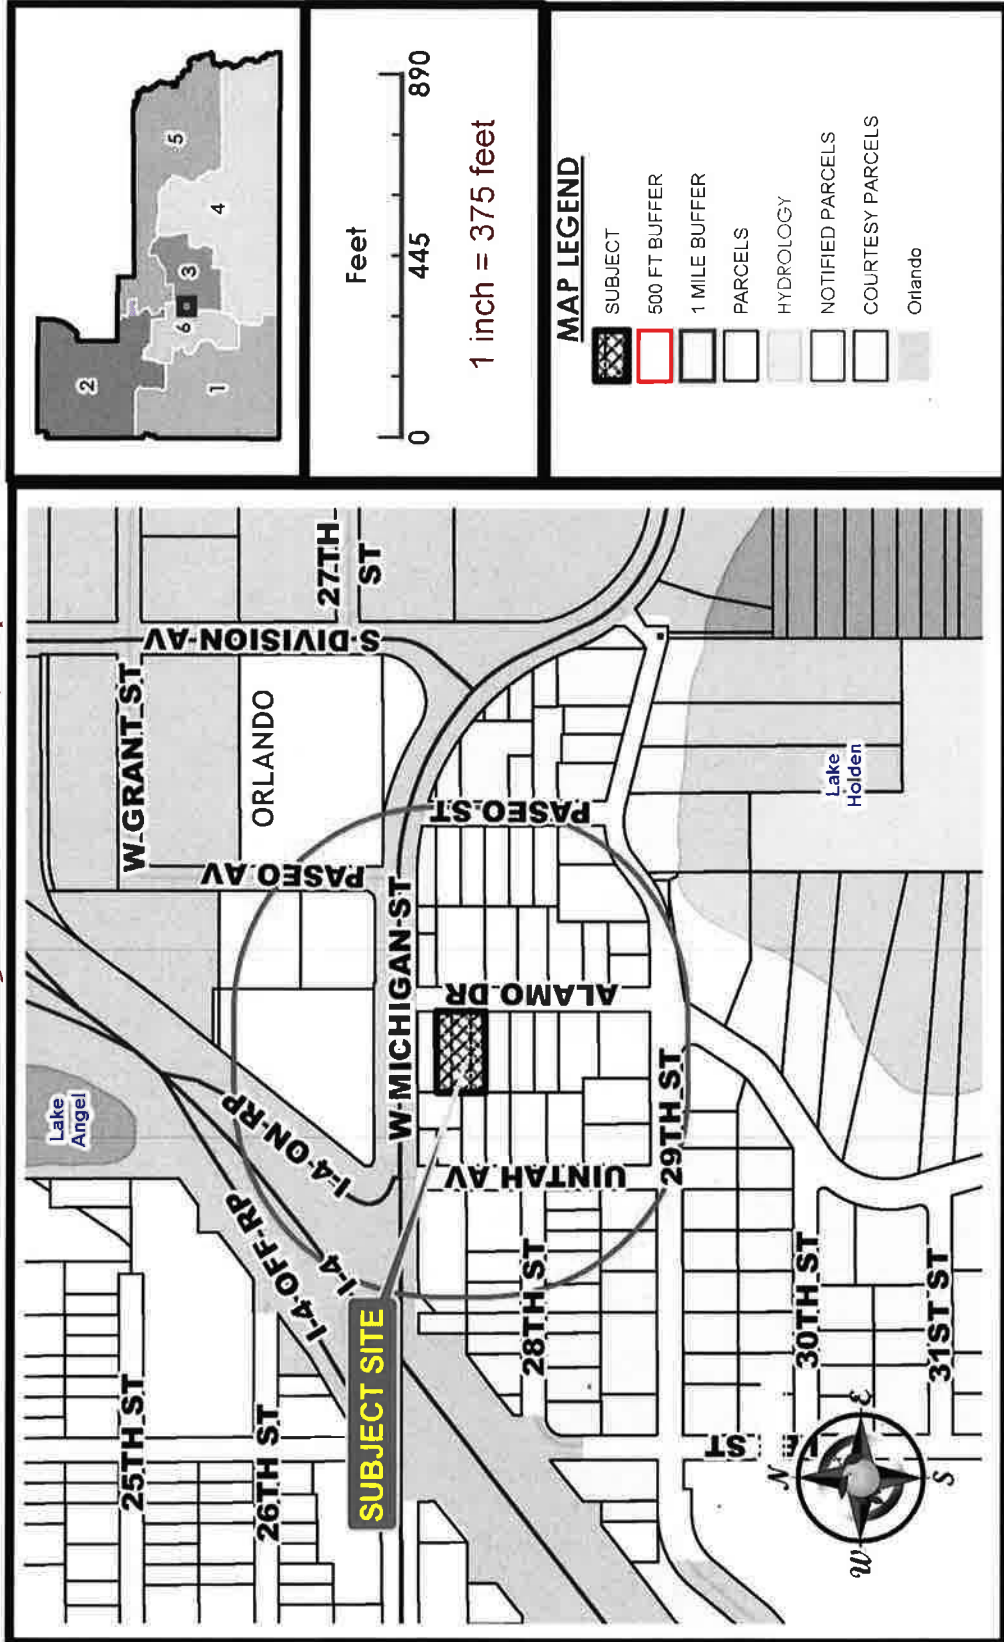 25TH ST
26TH ST
I-4 OFF-RP
I-4
I-4 ON-RP
Lake
Angel
W GRANT ST
S DIVISION AV
ORLANDO
PASEO AV
27TH
ST
SUBJECT SITE
W MICHIGAN ST
28TH ST
UINTAH AV
ALAMO DR
PASEO ST
29TH ST
ST
30TH ST
31ST ST
Lake
Holden
N
W
E
S
2
1
6
3
4
5
Feet
0
445
890
1 inch = 375 feet
MAP LEGEND
SUBJECT
500 FT BUFFER
1 MILE BUFFER
PARCELS
HYDROLOGY
NOTIFIED PARCELS
COURTESY PARCELS
Orlando